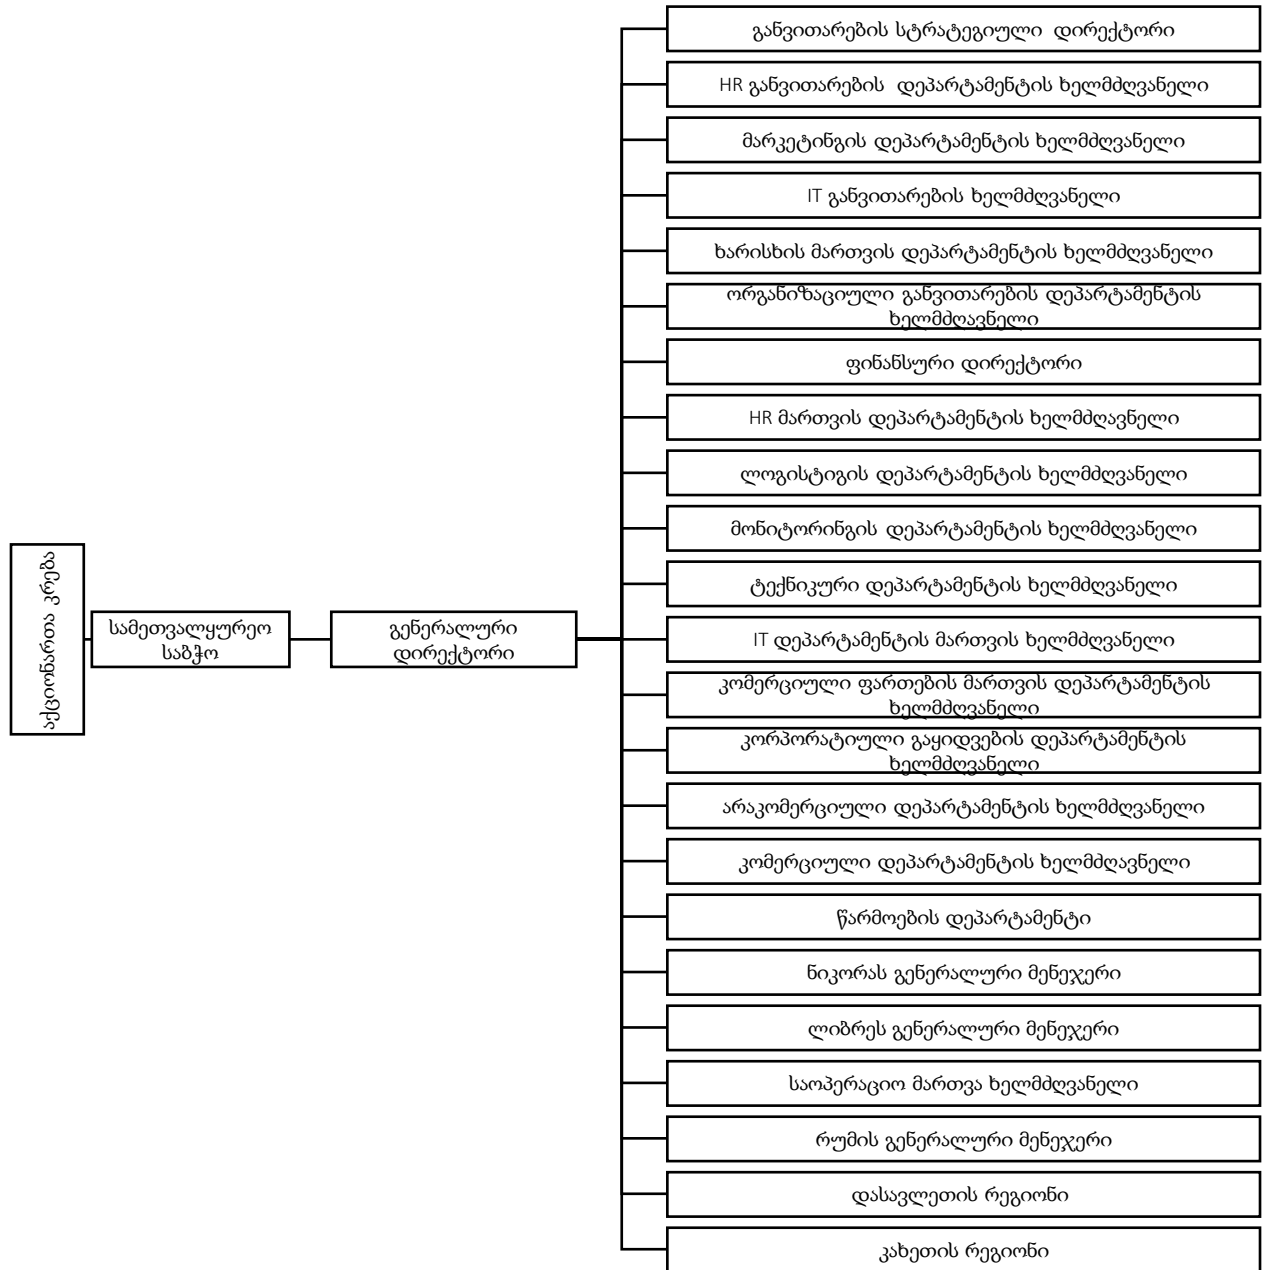 აქციონართა კრება
სამეთვალყურეო
საბჭო
გენერალური
დირექტორი
განვითარების სტრატეგიული  დირექტორი
HR განვითარების  დეპარტამენტის ხელმძღვანელი
მარკეტინგის დეპარტამენტის ხელმძღვანელი
IT განვითარების ხელმძღვანელი
ხარისხის მართვის დეპარტამენტის ხელმძღვანელი
ორგანიზაციული განვითარების დეპარტამენტის
ხელმძღავნელი
ფინანსური დირექტორი
HR მართვის დეპარტამენტის ხელმძღავნელი
ლოგისტიგის დეპარტამენტის ხელმძღვანელი
მონიტორინგის დეპარტამენტის ხელმძღვანელი
ტექნიკური დეპარტამენტის ხელმძღვანელი
IT დეპარტამენტის მართვის ხელმძღვანელი
კომერციული ფართების მართვის დეპარტამენტის
ხელმძღვანელი
კორპორატიული გაყიდვების დეპარტამენტის
ხელმძღვანელი
არაკომერციული დეპარტამენტის ხელმძღვანელი
კომერციული დეპარტამენტის ხელმძღავნელი
წარმოების დეპარტამენტი
ნიკორას გენერალური მენეჯერი
ლიბრეს გენერალური მენეჯერი
საოპერაციო მართვა ხელმძღვანელი
რუმის გენერალური მენეჯერი
დასავლეთის რეგიონი
კახეთის რეგიონი